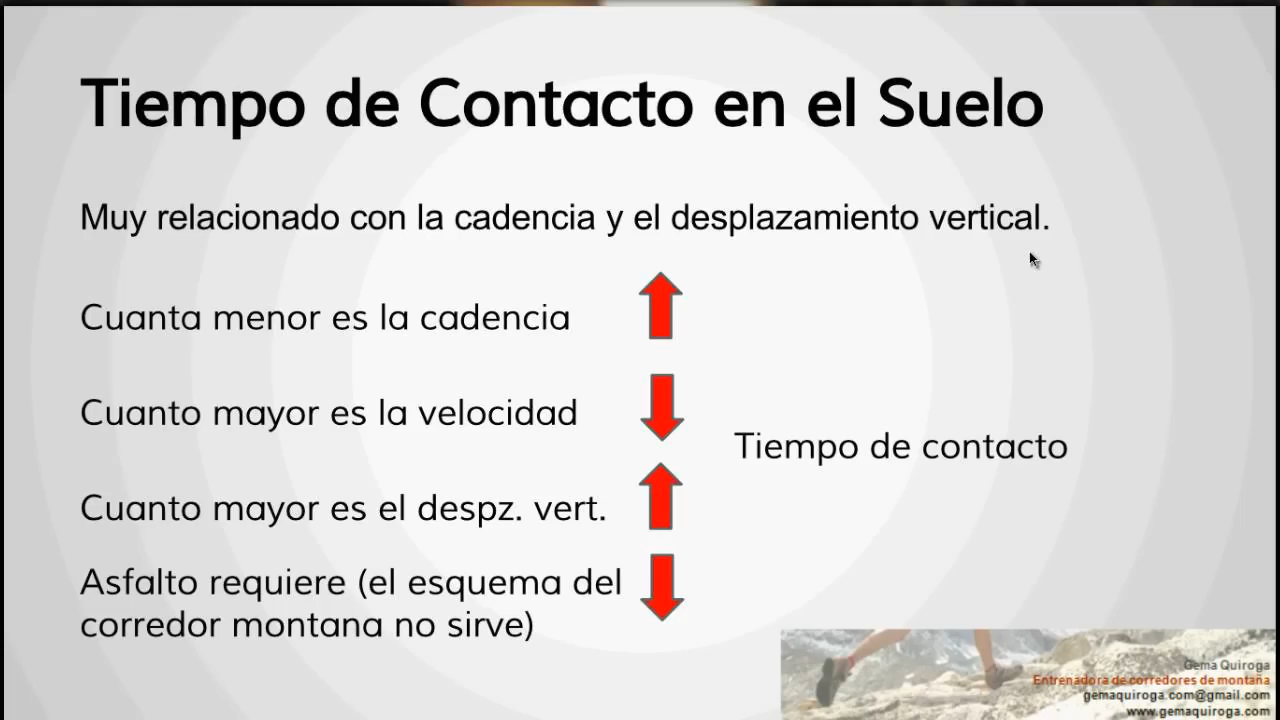 Tiempo de Contacto en el Suelo
Muy relacionado con la cadencia y el desplazamiento vertical.
Cuanta menor es la cadencia
Cuanto mayor es la velocidad
Tiempo de contacto
Cuanto mayor es el despz. vert.
Asfalto requiere (el esquema del
corredor montana no sirve)
Gema Quiroga
Entrenadora de corredores de montaña
gemaquiroga.com@gmail.com
www.gemaquiroga.com